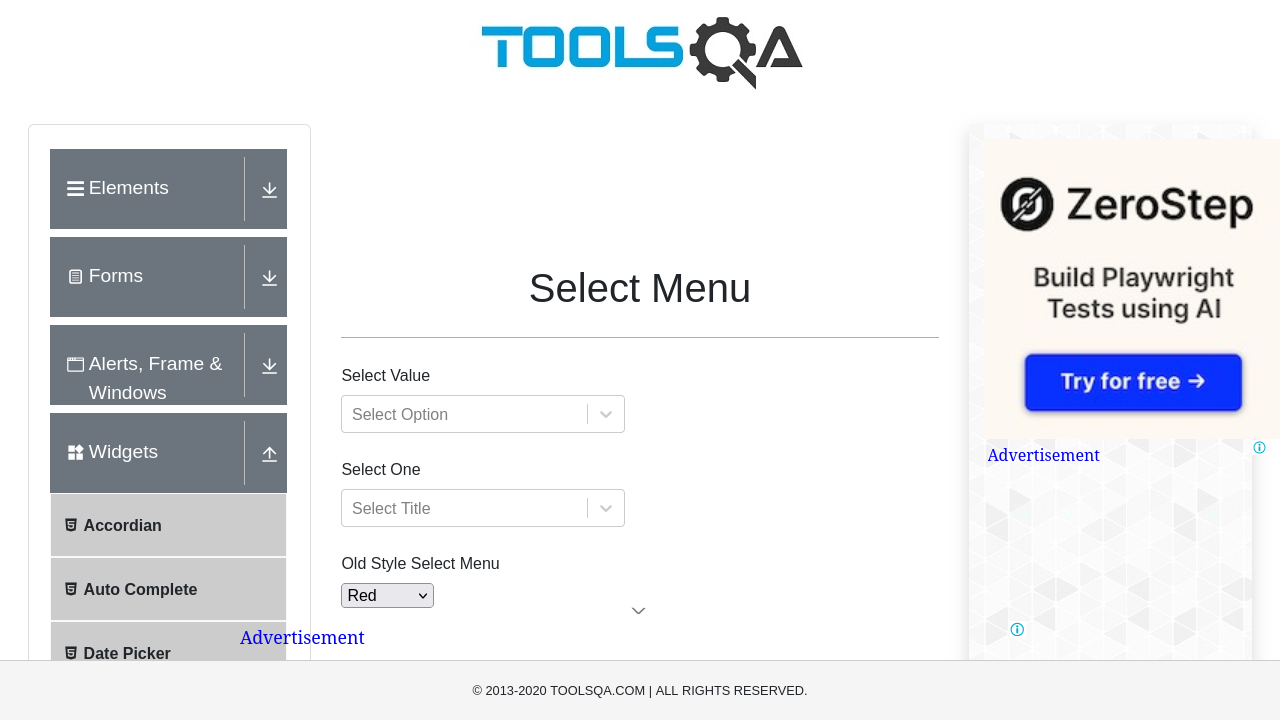 TOOLSQA
Elements
Forms
Alerts, Frame &
Windows
Widgets
Accordian
Auto Complete
Date Picker
Select Menu
Select Value
Select Option
Select One
Select Title
Old Style Select Menu
Red
Advertisement
ZeroStep
Build Playwright
Tests using AI
Try for free →
Advertisement
© 2013-2020 TOOLSQA.COM | ALL RIGHTS RESERVED.